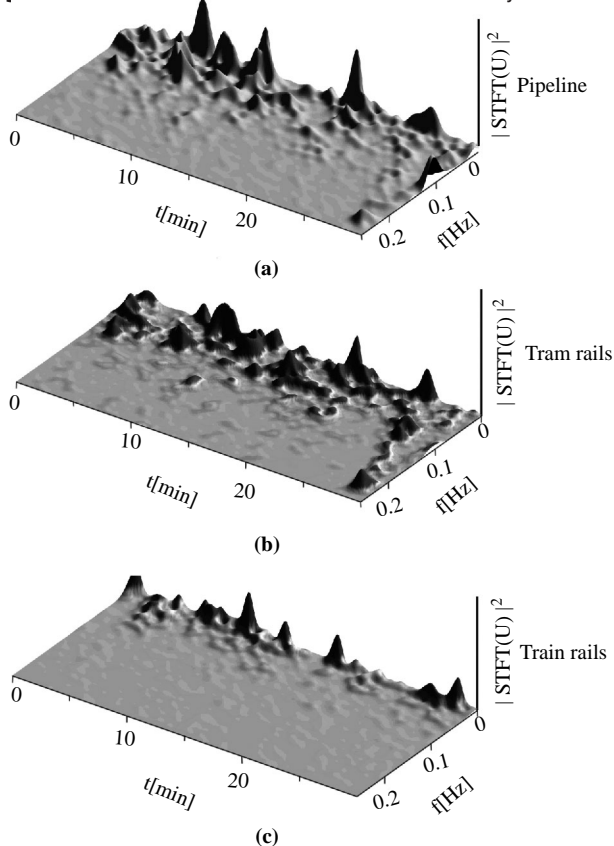 | STFT(U) |²
Pipeline
0
10
20
t[min]
0.2
0.1
0
f[Hz]
(a)
| STFT(U) |²
Tram rails
0
10
20
t[min]
0.2
0.1
0
f[Hz]
(b)
| STFT(U) |²
Train rails
0
10
20
t[min]
0.2
0.1
0
f[Hz]
(c)